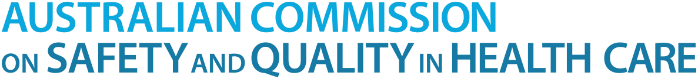 AUSTRALIAN COMMISSION
ON SAFETY AND QUALITY IN HEALTH CARE